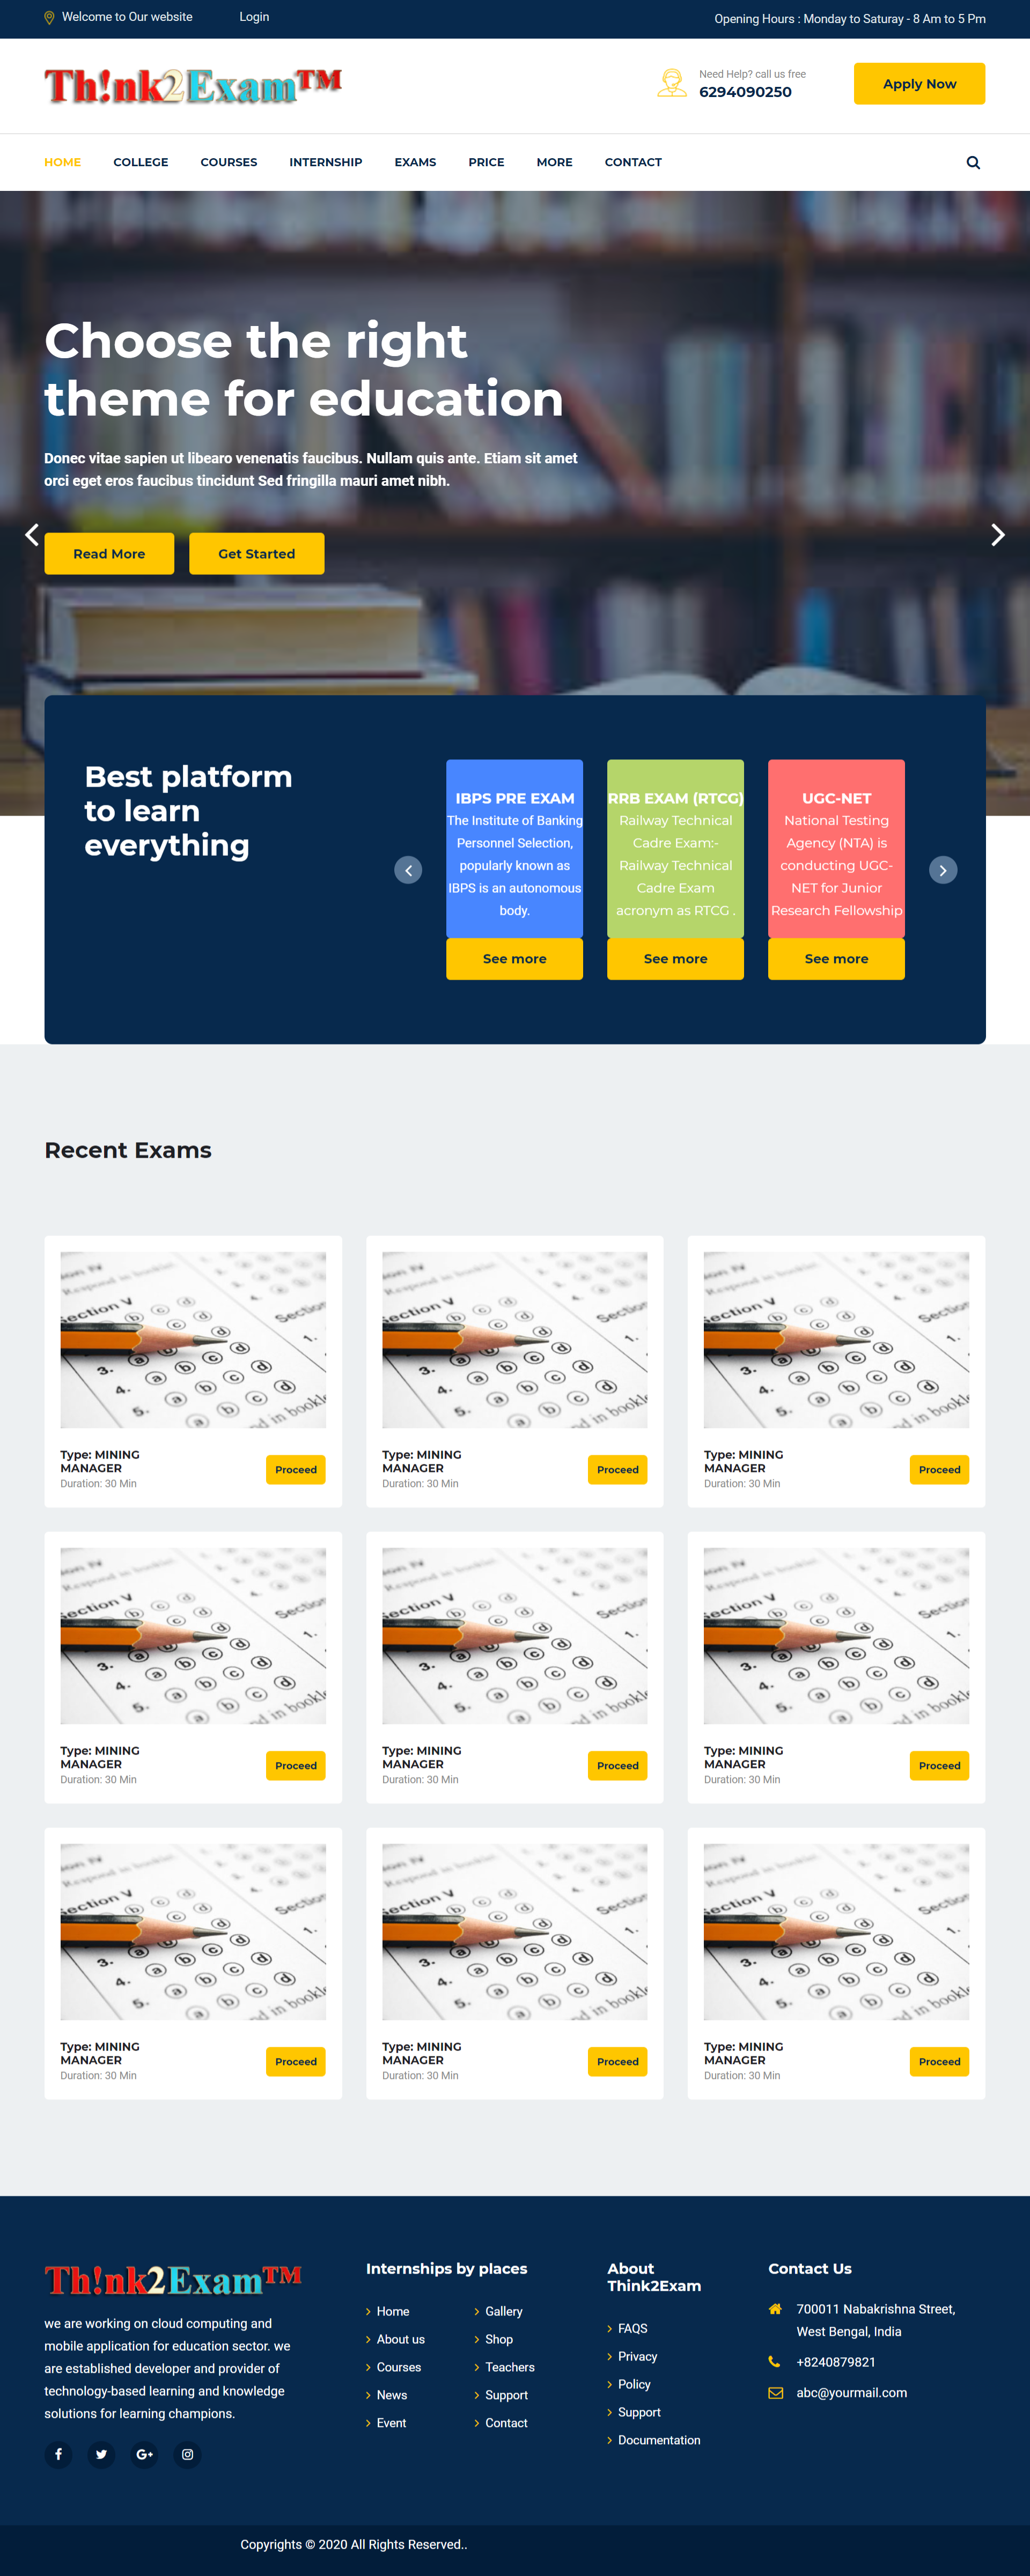 Welcome to Our website
Login
Opening Hours : Monday to Saturay - 8 Am to 5 Pm
Th!nk2Exam™
Need Help? call us free
6294090250
Apply Now
HOME
COLLEGE
COURSES
INTERNSHIP
EXAMS
PRICE
MORE
CONTACT
Choose the right
theme for education
Donec vitae sapien ut libearo venenatis faucibus. Nullam quis ante. Etiam sit amet
orci eget eros faucibus tincidunt Sed fringilla mauri amet nibh.
Read More
Get Started
Best platform
to learn
everything
IBPS PRE EXAM
The Institute of Banking
Personnel Selection,
popularly known as
IBPS is an autonomous
body.
See more
RRB EXAM (RTCG)
Railway Technical
Cadre Exam:-
Railway Technical
Cadre Exam
acronym as RTCG .
See more
UGC-NET
National Testing
Agency (NTA) is
conducting UGC-
NET for Junior
Research Fellowship
See more
Recent Exams
Type: MINING
MANAGER
Duration: 30 Min
Proceed
Type: MINING
MANAGER
Duration: 30 Min
Proceed
Type: MINING
MANAGER
Duration: 30 Min
Proceed
Type: MINING
MANAGER
Duration: 30 Min
Proceed
Type: MINING
MANAGER
Duration: 30 Min
Proceed
Type: MINING
MANAGER
Duration: 30 Min
Proceed
Type: MINING
MANAGER
Duration: 30 Min
Proceed
Type: MINING
MANAGER
Duration: 30 Min
Proceed
Type: MINING
MANAGER
Duration: 30 Min
Proceed
Th!nk2Exam™
we are working on cloud computing and
mobile application for education sector. we
are established developer and provider of
technology-based learning and knowledge
solutions for learning champions.
Internships by places
Home
About us
Courses
News
Event
Gallery
Shop
Teachers
Support
Contact
About
Think2Exam
FAQS
Privacy
Policy
Support
Documentation
Contact Us
700011 Nabakrishna Street,
West Bengal, India
+8240879821
abc@yourmail.com
Copyrights © 2020 All Rights Reserved..